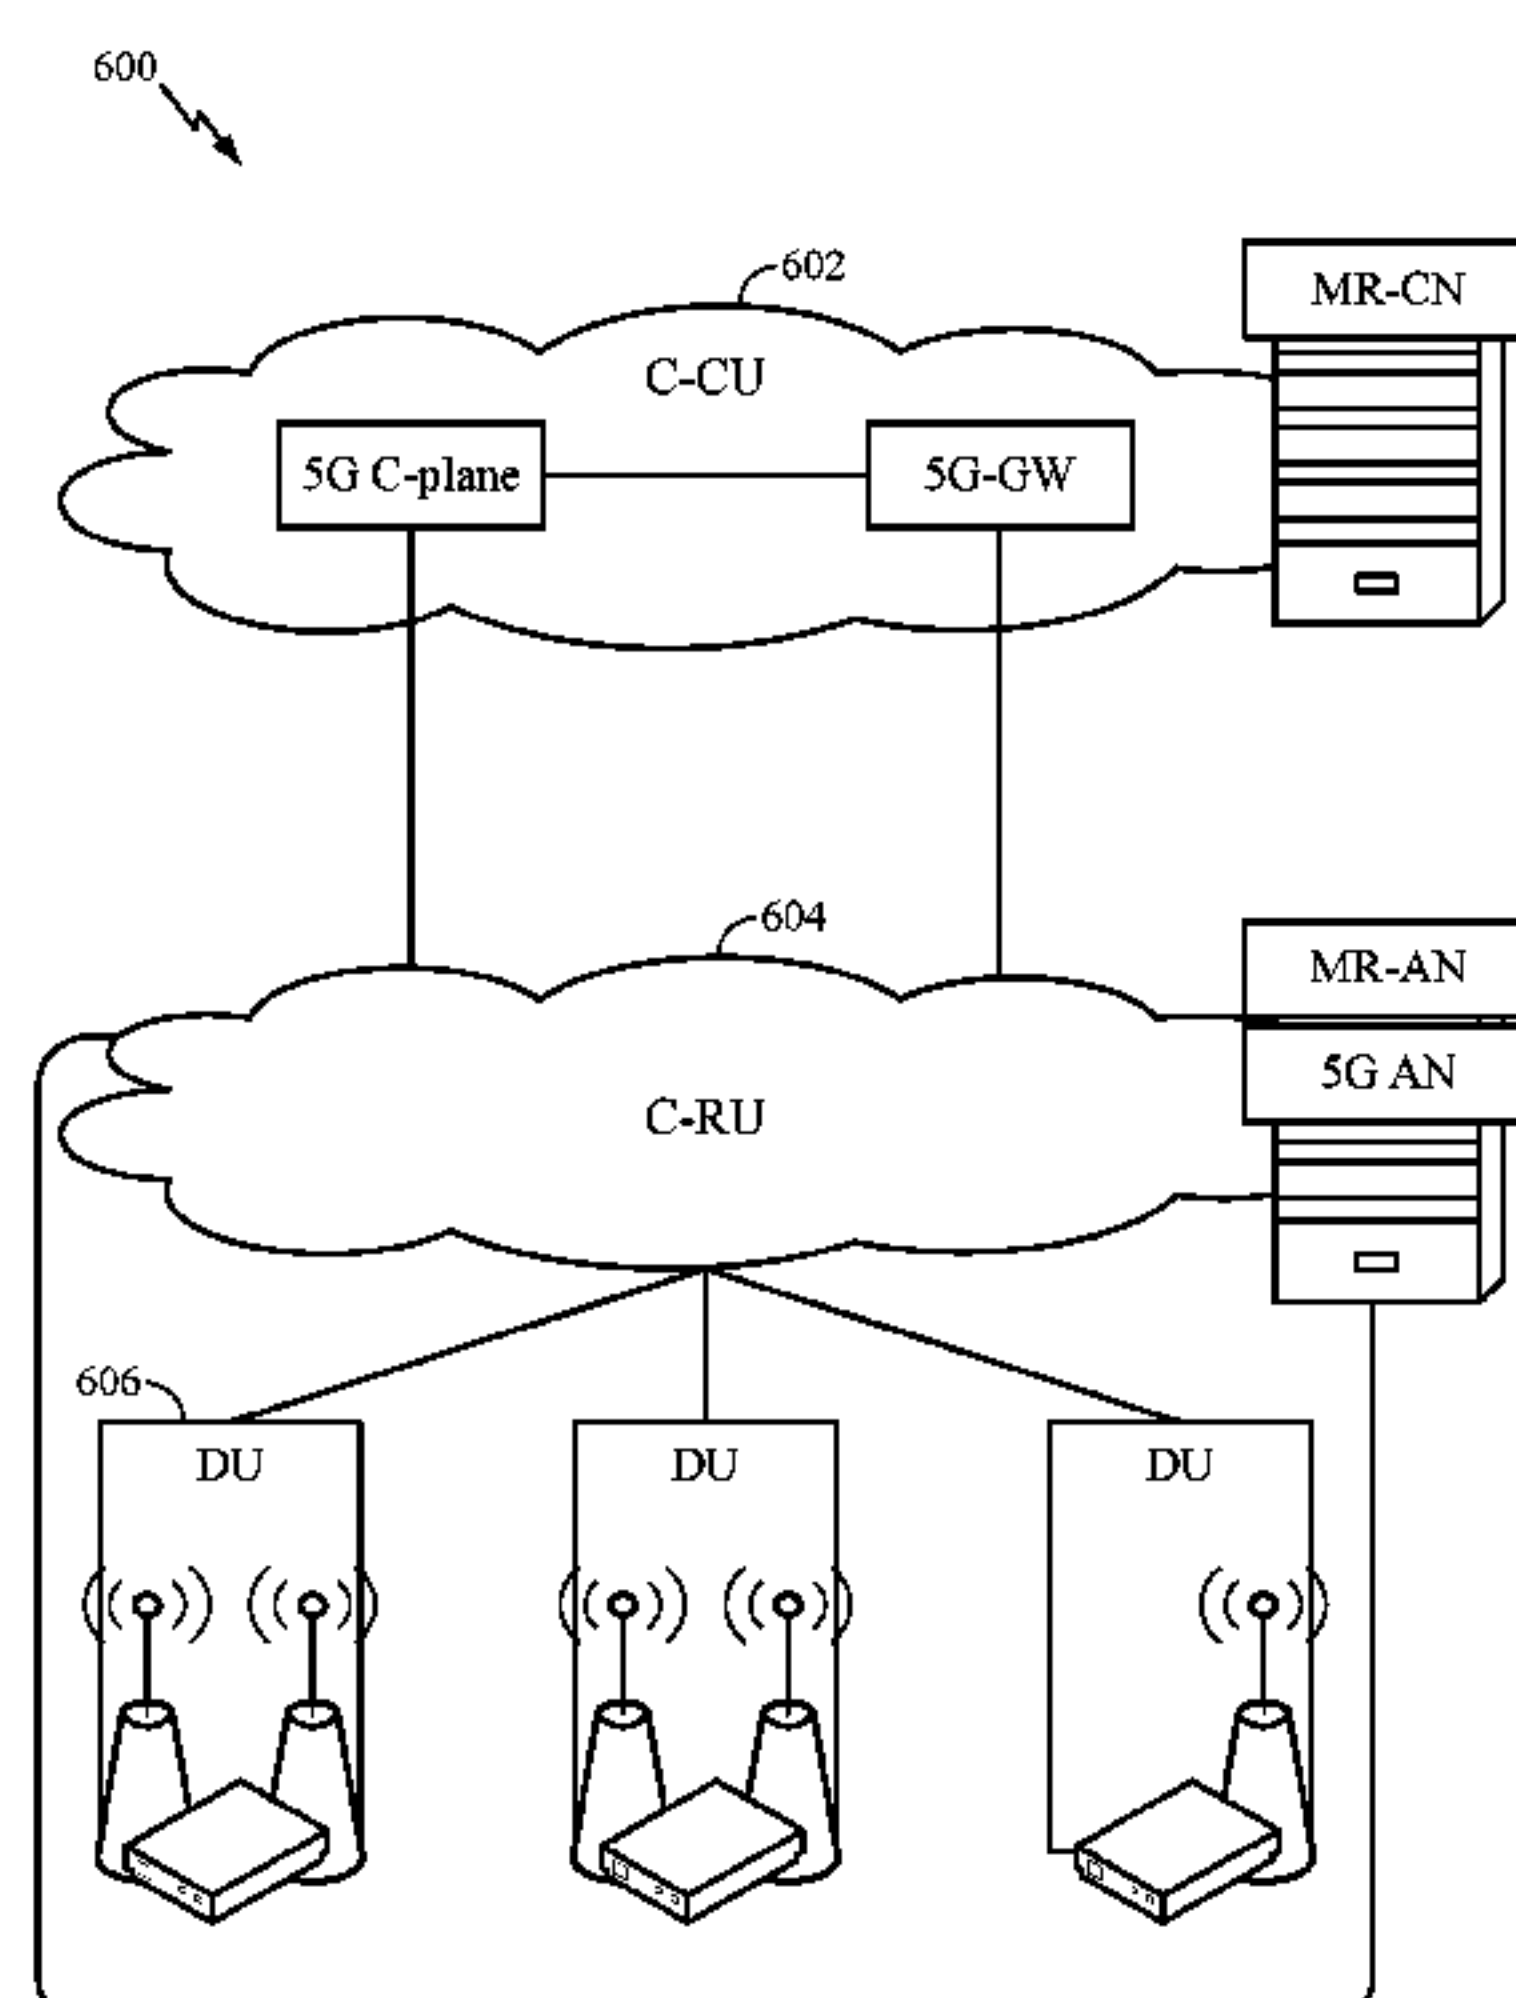 600
602
MR-CN
C-CU
5G C-plane
5G-GW
604
MR-AN
5G AN
C-RU
606
DU
DU
DU